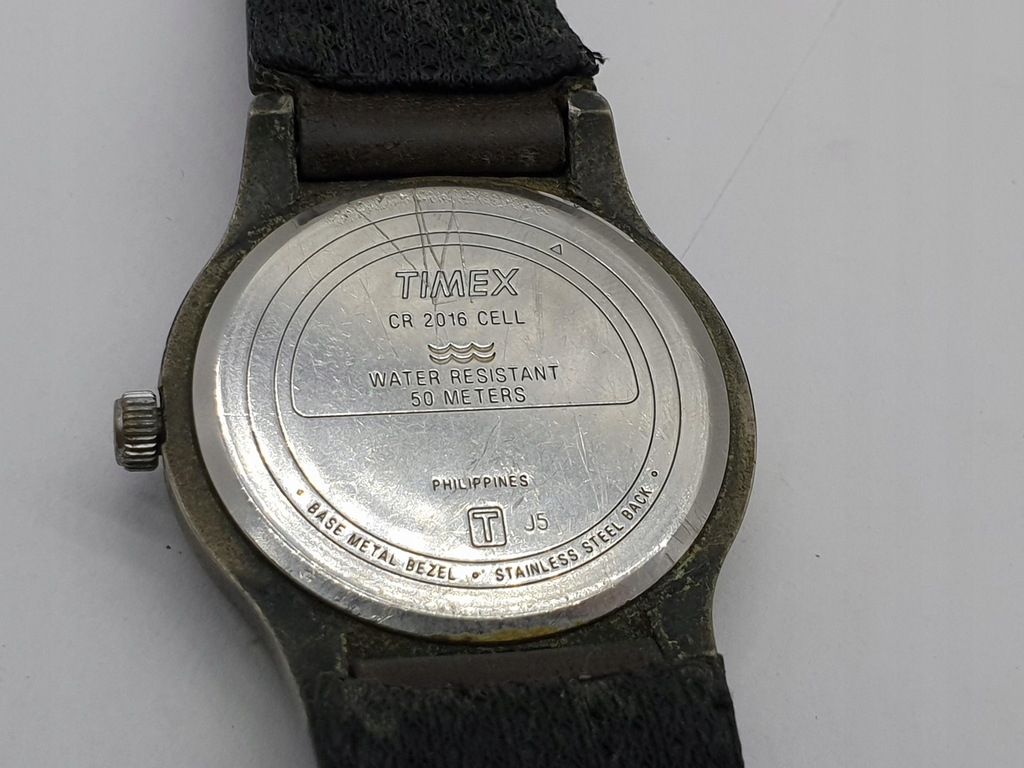 TIMEX
CR 2016 CELL
WATER RESISTANT
50 METERS
PHILIPPINES
T J5
BASE METAL BEZEL STAINLESS STEEL BACK